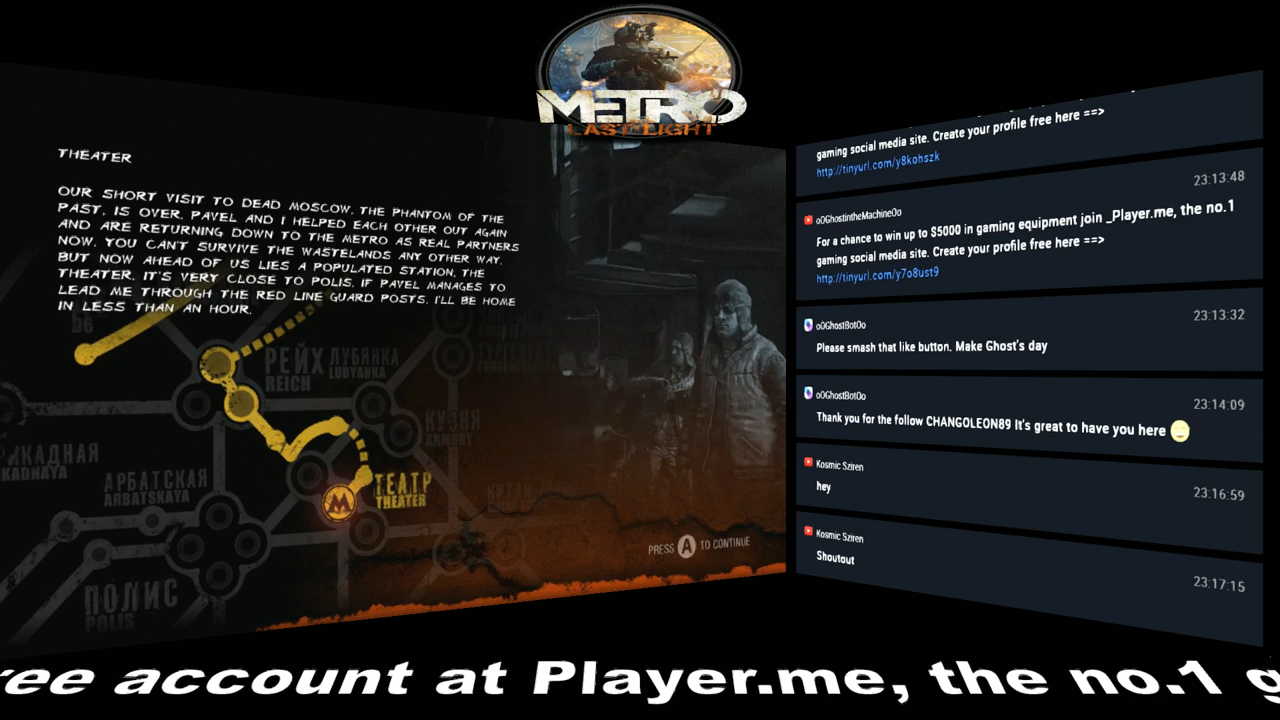 METRO
LAST LIGHT
THEATER
OUR SHORT VISIT TO DEAD MOSCOW, THE PHANTOM OF THE
PAST, IS OVER. PAVEL AND I HELPED EACH OTHER OUT AGAIN
AND ARE RETURNING DOWN TO THE METRO AS REAL PARTNERS
NOW. YOU CAN'T SURVIVE THE WASTELANDS ANY OTHER WAY.
BUT NOW AHEAD OF US LIES A POPULATED STATION, THE
THEATER. IT'S VERY CLOSE TO POLIS. IF PAVEL MANAGES TO
LEAD ME THROUGH THE RED LINE GUARD POSTS, I'LL BE HOME
IN LESS THAN AN HOUR.
РЕЙХ
REICH
ЛУБЯНКА
LUBYANKA
КУЗНЯ
ARMORY
ИКАДНАЯ
KADNAYA
АРБАТСКАЯ
ARBATSKAYA
ТЕАТР
THEATER
М
КИТАЙ
ПОЛИС
POLIS
PRESS A TO CONTINUE
gaming social media site. Create your profile free here ==>
http://tinyurl.com/y8kohszk
23:13:48
oOGhostintheMachineOo
For a chance to win up to $5000 in gaming equipment join _Player.me, the no.1
gaming social media site. Create your profile free here ==>
http://tinyurl.com/y7o8ust9
23:13:32
oOGhostBotOo
Please smash that like button. Make Ghost's day
oOGhostBotOo
23:14:09
Thank you for the follow CHANGOLEON89 It's great to have you here
Kosmic Sziren
hey
23:16:59
Kosmic Sziren
Shoutout
23:17:15
ree account at Player.me, the no.1 g